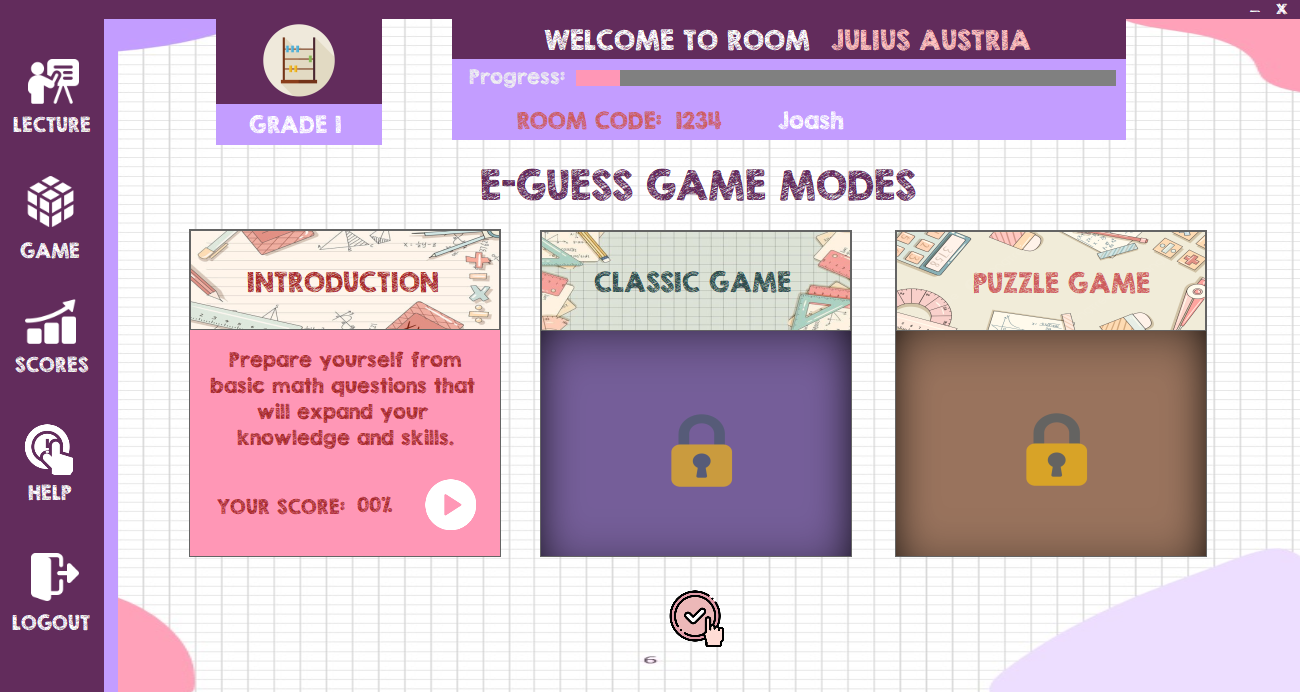 X
WELCOME TO ROOM JULIUS AUSTRIA
Progress:
GRADE 1
ROOM CODE: 1234 Joash
LECTURE
GAME
SCORES
HELP
LOGOUT
E-GUESS GAME MODES
INTRODUCTION
Prepare yourself from
basic math questions that
will expand your
knowledge and skills.
YOUR SCORE: 00%
CLASSIC GAME
PUZZLE GAME
6